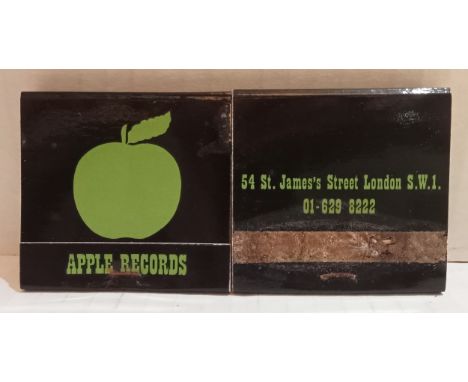 APPLE RECORDS
54 St. James's Street London S.W.1.
01-629 8222